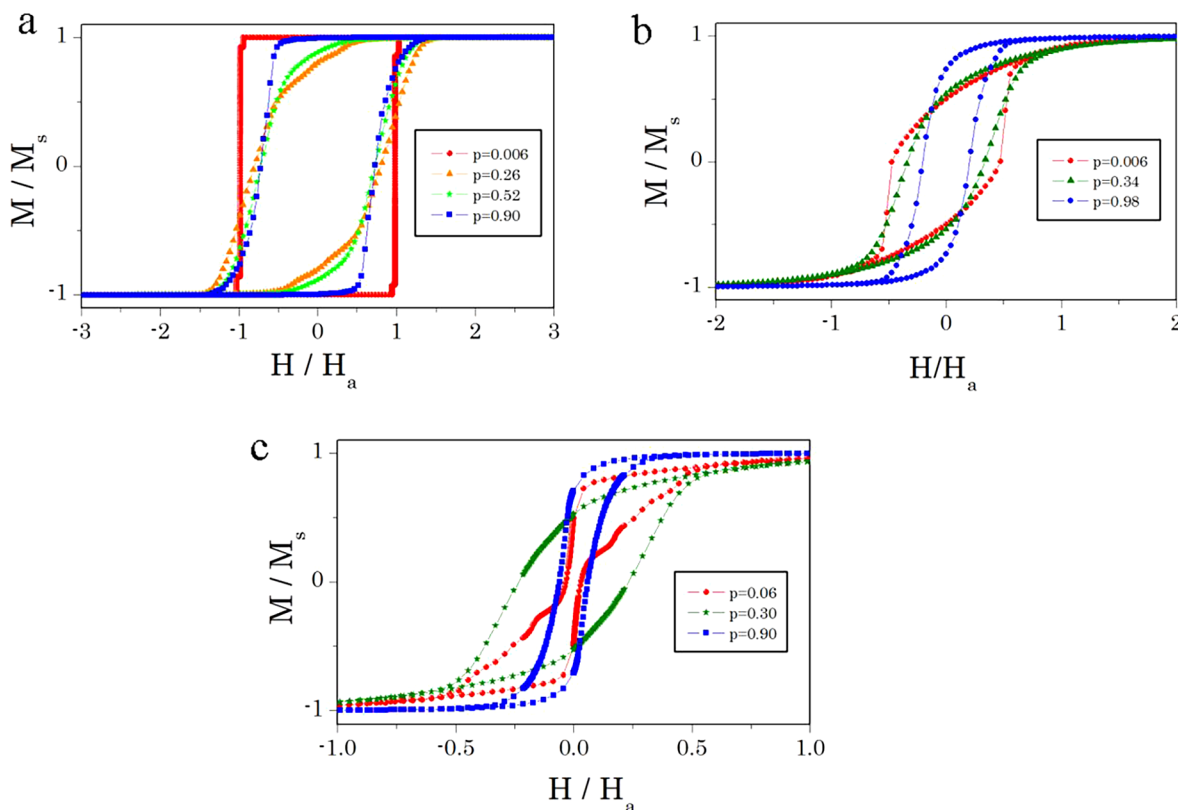 a
M / Ms
1
0
-1
p=0.006
p=0.26
p=0.52
p=0.90
-3 -2 -1 0 1 2 3
H / Ha
b
M / Ms
1
0
-1
p=0.006
p=0.34
p=0.98
-2 -1 0 1 2
H/Ha
c
M / Ms
1
0
-1
p=0.06
p=0.30
p=0.90
-1.0 -0.5 0.0 0.5 1.0
H / Ha